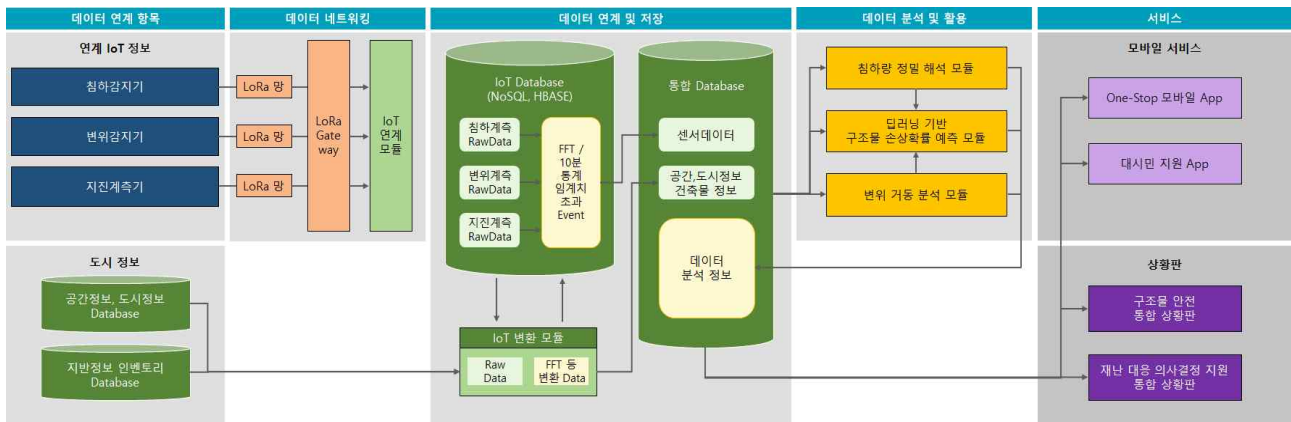 데이터 연계 항목
데이터 네트워킹
데이터 연계 및 저장
데이터 분석 및 활용
서비스
연계 IoT 정보
침하감지기
변위감지기
지진계측기
LoRa 망
LoRa 망
LoRa 망
LoRa
Gate
way
IoT
연계
모듈
IoT Database
(NoSQL, HBASE)
침하계측
RawData
변위계측
RawData
지진계측
RawData
FFT /
10분
통계
임계치
초과
Event
통합 Database
센서데이터
공간,도시정보
건축물 정보
데이터
분석 정보
침하량 정밀 해석 모듈
딥러닝 기반
구조물 손상확률 예측 모듈
변위 거동 분석 모듈
모바일 서비스
One-Stop 모바일 App
대시민 지원 App
도시 정보
공간정보, 도시정보
Database
지반정보 인벤토리
Database
IoT 변환 모듈
Raw
Data
FFT 등
변환 Data
상황판
구조물 안전
통합 상황판
재난 대응 의사결정 지원
통합 상황판